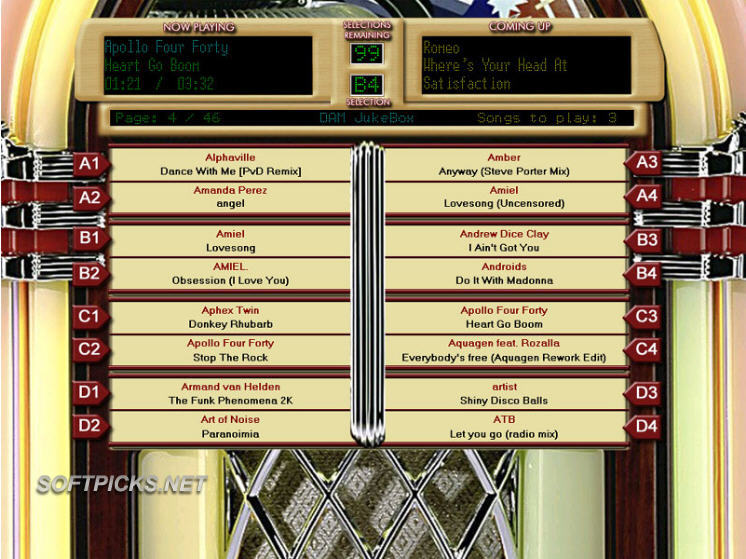 NOW PLAYING
SELECTIONS
REMAINING
COMING UP
Apollo Four Forty
Heart Go Boom
01:21 / 03:32
99
B4
SELECTION
Romeo
Where's Your Head At
Satisfaction
Page: 4 / 46
DAM JukeBox
Songs to play: 3
A1
Alphaville
Dance With Me [PvD Remix]
Amber
Anyway (Steve Porter Mix)
A3
A2
Amanda Perez
angel
Amiel
Lovesong (Uncensored)
A4
B1
Amiel
Lovesong
Andrew Dice Clay
I Ain't Got You
B3
B2
AMIEL.
Obsession (I Love You)
Androids
Do It With Madonna
B4
C1
Aphex Twin
Donkey Rhubarb
Apollo Four Forty
Heart Go Boom
C3
C2
Apollo Four Forty
Stop The Rock
Aquagen feat. Rozalla
Everybody's free (Aquagen Rework Edit)
C4
D1
Armand van Helden
The Funk Phenomena 2K
artist
Shiny Disco Balls
D3
D2
Art of Noise
Paranoimia
ATB
Let you go (radio mix)
D4
SOFTPICKS.NET